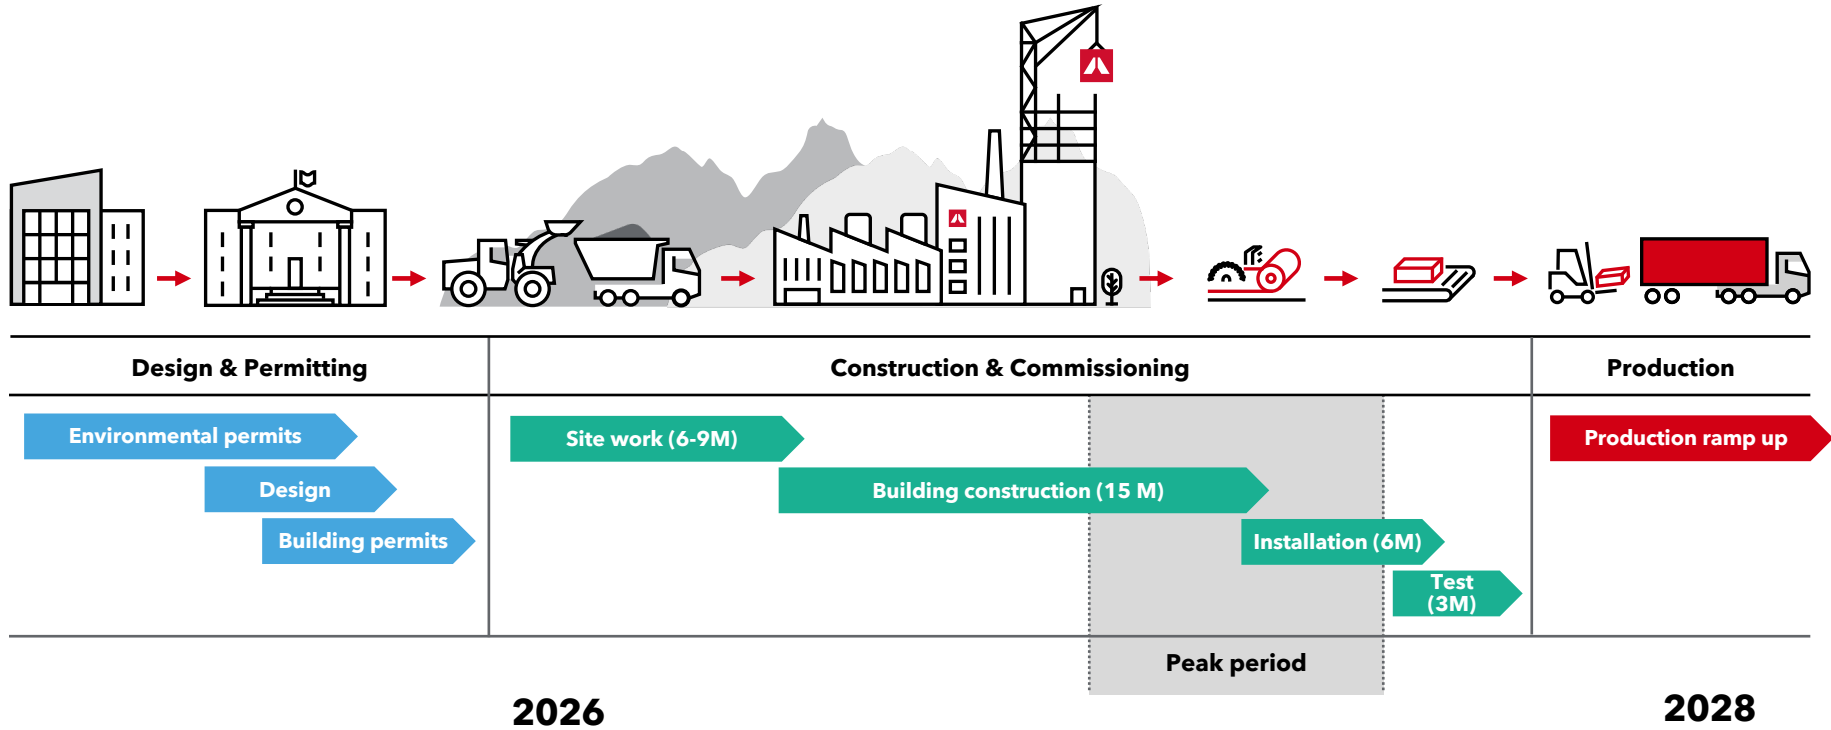 Design & Permitting
Construction & Commissioning
Production
Environmental permits
Design
Building permits
Site work (6-9M)
Building construction (15 M)
Installation (6M)
Test
(3M)
Production ramp up
Peak period
2026
2028